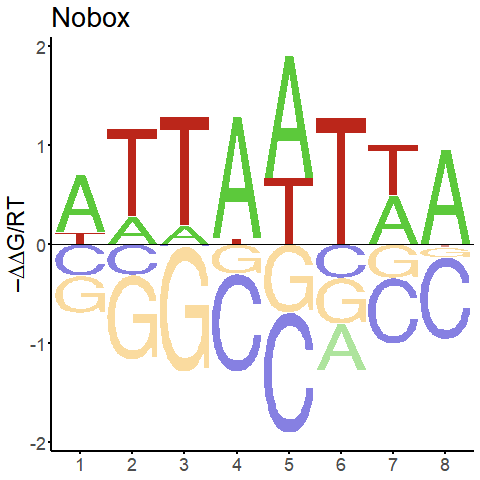 Nobox
−ΔΔG/RT
2
1
0
-1
-2
A T T A A T T A
T A A T T A
C C G G G C G G
G G C C G C C
A
1 2 3 4 5 6 7 8